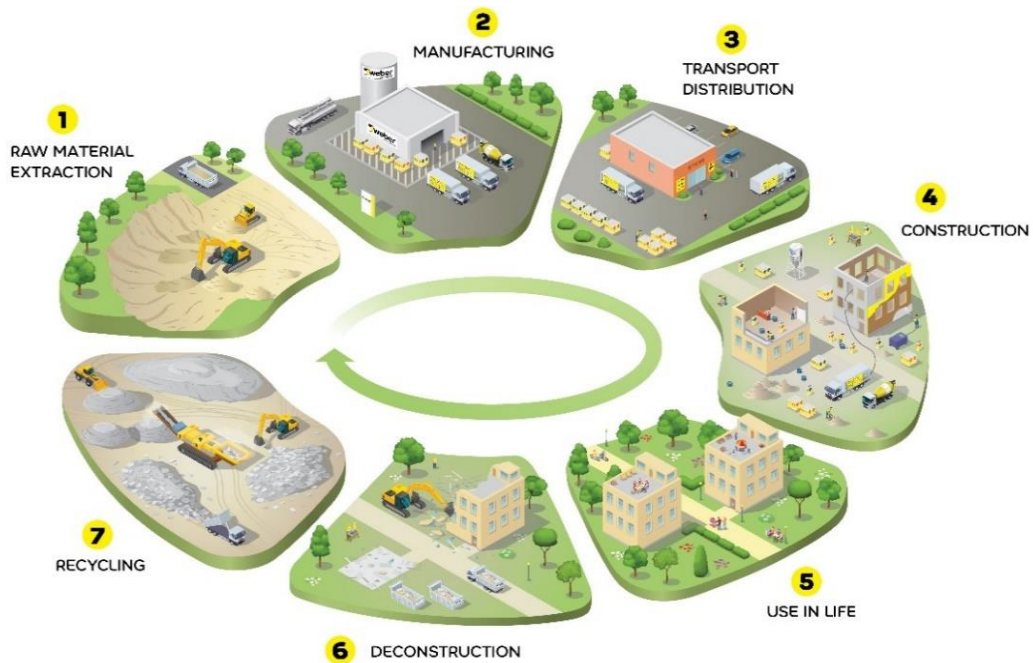 1
RAW MATERIAL
EXTRACTION
2
MANUFACTURING
weber
weber
3
TRANSPORT
DISTRIBUTION
4
CONSTRUCTION
5
USE IN LIFE
6
DECONSTRUCTION
7
RECYCLING